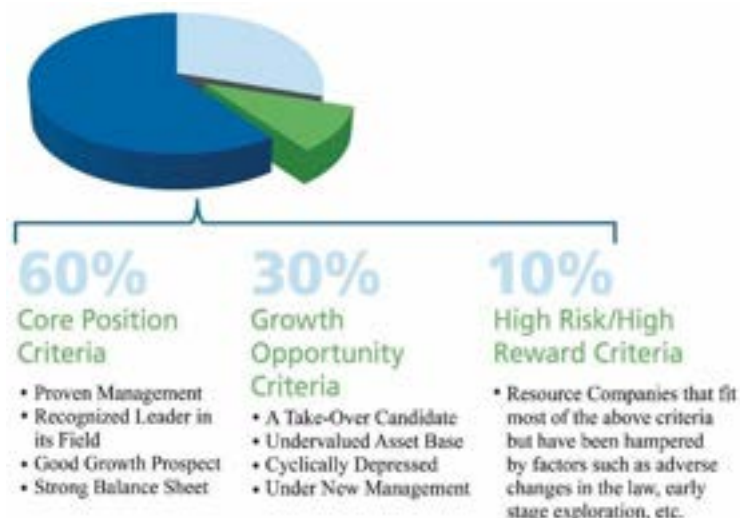 60%
Core Position
Criteria
• Proven Management
• Recognized Leader in
its Field
• Good Growth Prospect
• Strong Balance Sheet
30%
Growth
Opportunity
Criteria
• A Take-Over Candidate
• Undervalued Asset Base
• Cyclically Depressed
• Under New Management
10%
High Risk/High
Reward Criteria
• Resource Companies that fit
most of the above criteria
but have been hampered
by factors such as adverse
changes in the law, early
stage exploration, etc.